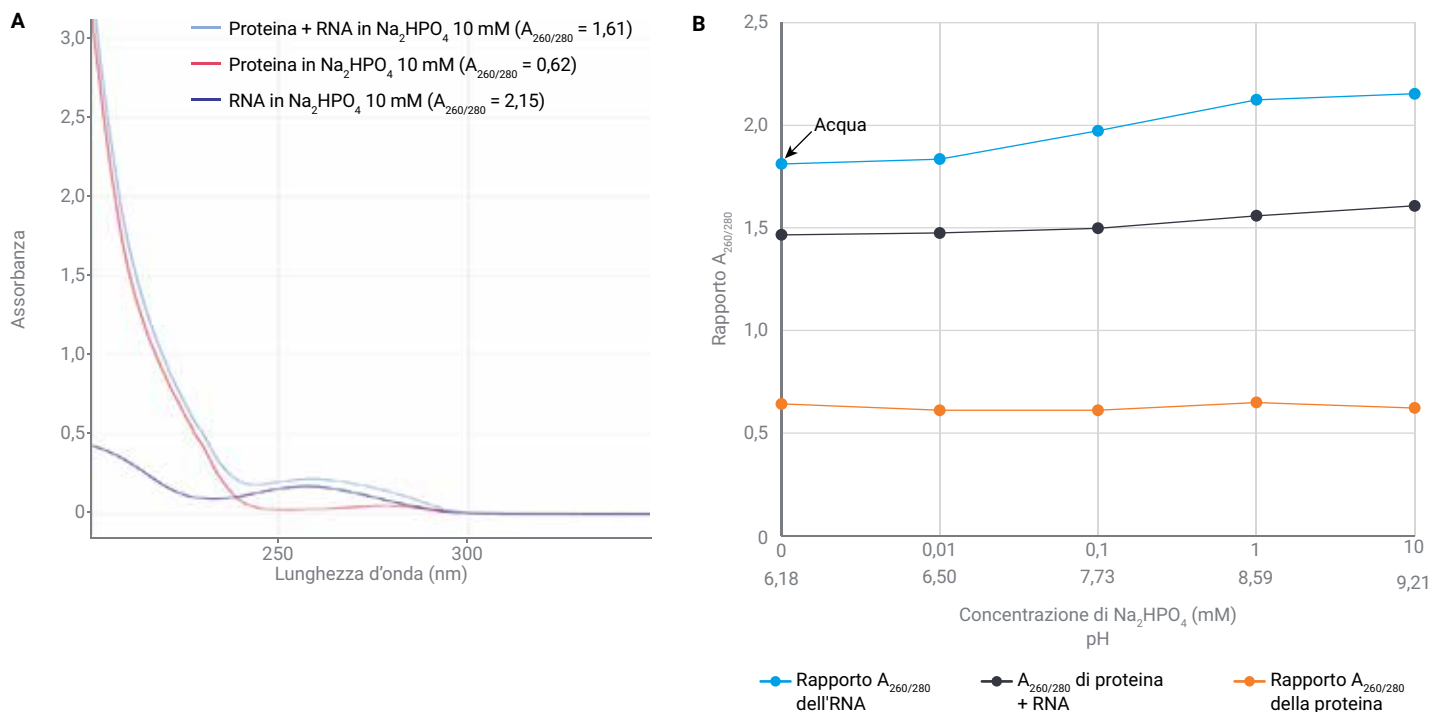 A
Proteina + RNA in Na₂HPO₄ 10 mM (A₂₆₀/₂₈₀ = 1,61)
Proteina in Na₂HPO₄ 10 mM (A₂₆₀/₂₈₀ = 0,62)
RNA in Na₂HPO₄ 10 mM (A₂₆₀/₂₈₀ = 2,15)
3,0
2,5
2,0
1,5
1,0
0,5
0
Assorbanza
250
300
Lunghezza d'onda (nm)
B
2,5
2,0
1,5
1,0
0,5
0
Rapporto A₂₆₀/₂₈₀
Acqua
0 0,01 0,1 1 10
6,18 6,50 7,73 8,59 9,21
Concentrazione di Na₂HPO₄ (mM)
pH
Rapporto A₂₆₀/₂₈₀
dell'RNA
A₂₆₀/₂₈₀ di proteina
+ RNA
Rapporto A₂₆₀/₂₈₀
della proteina